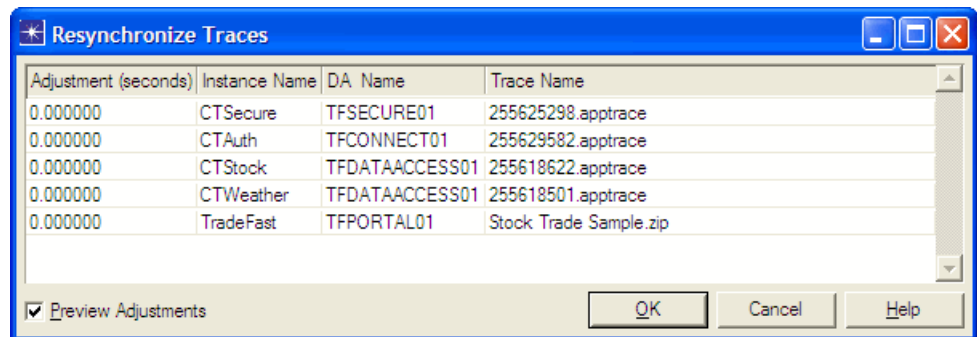 Resynchronize Traces
Adjustment (seconds) Instance Name DA Name Trace Name
0.000000 CTSecure TFSECURE01 255625298.apptrace
0.000000 CTAuth TFCONNECT01 255629582.apptrace
0.000000 CTStock TFDATAACCESS01 255618622.apptrace
0.000000 CTWeather TFDATAACCESS01 255618501.apptrace
0.000000 TradeFast TFPORTAL01 Stock Trade Sample.zip
Preview Adjustments OK Cancel Help